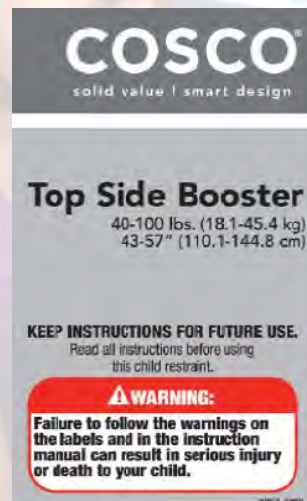 COSCO®
solid value | smart design
Top Side Booster
40-100 lbs. (18.1-45.4 kg)
43-57" (110.1-144.8 cm)
KEEP INSTRUCTIONS FOR FUTURE USE.
Read all instructions before using
this child restraint.
WARNING:
Failure to follow the warnings on
the labels and in the instruction
manual can result in serious injury
or death to your child.